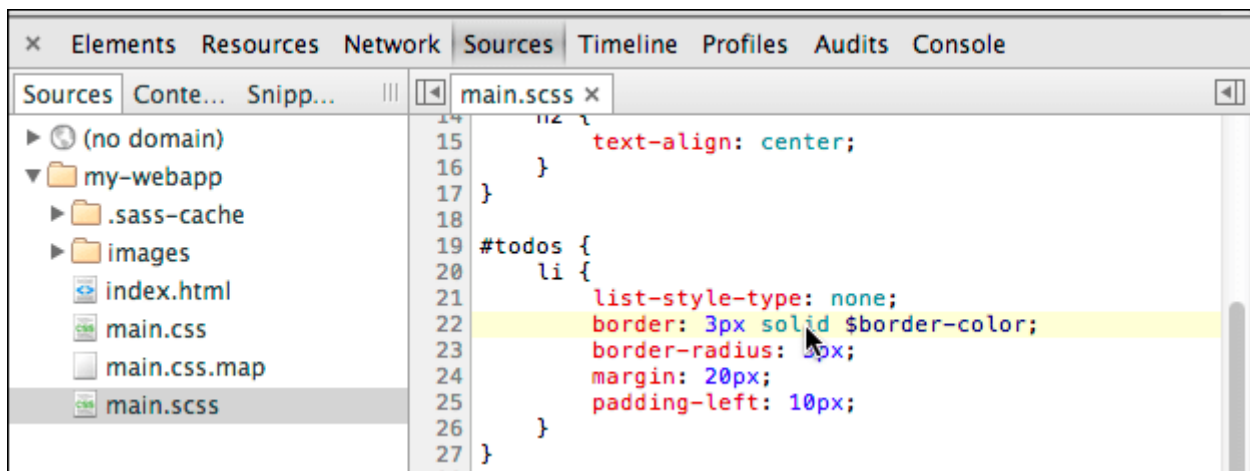 × Elements Resources Network Sources Timeline Profiles Audits Console
Sources Conte... Snipp...
main.scss ×
(no domain)
my-webapp
.sass-cache
images
index.html
main.css
main.css.map
main.scss
14 h2 {
15 text-align: center;
16 }
17 }
18
19 #todos {
20 li {
21 list-style-type: none;
22 border: 3px solid $border-color;
23 border-radius: 3px;
24 margin: 20px;
25 padding-left: 10px;
26 }
27 }